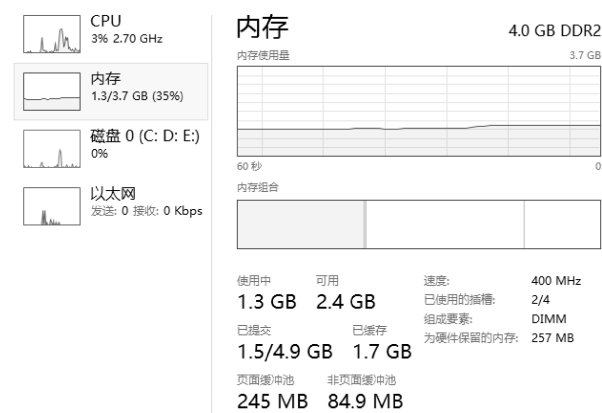 CPU
3% 2.70 GHz
内存
1.3/3.7 GB (35%)
磁盘 0 (C: D: E:)
0%
以太网
发送: 0 接收: 0 Kbps
内存
4.0 GB DDR2
内存使用量
3.7 GB
60 秒
0
内存组合
使用中
可用
1.3 GB
2.4 GB
已提交
已缓存
1.5/4.9 GB
1.7 GB
页面缓冲池
非页面缓冲池
245 MB
84.9 MB
速度:
400 MHz
已使用的插槽:
2/4
组成要素:
DIMM
为硬件保留的内存:
257 MB